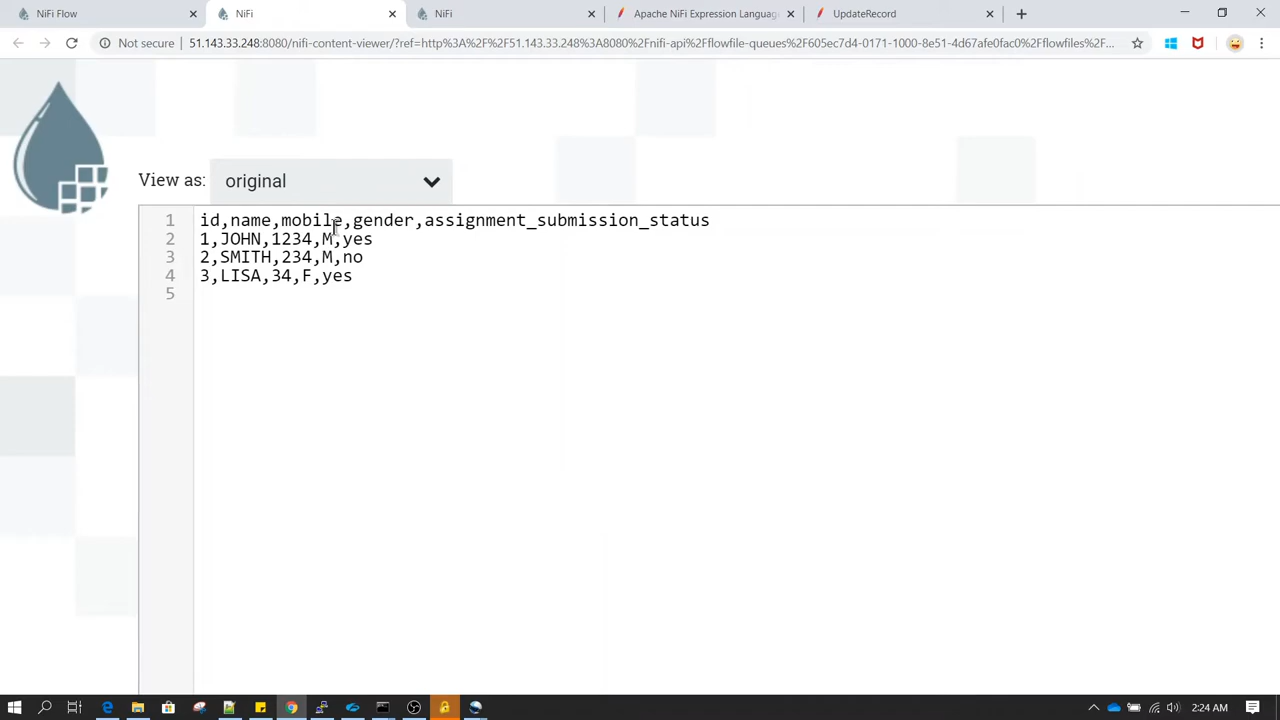 NiFi Flow
NiFi
NiFi
Apache NiFi Expression Languag
UpdateRecord
Not secure 51.143.33.248:8080/nifi-content-viewer/?ref=http%3A%2F%2F51.143.33.248%3A8080%2Fnifi-api%2Fflowfile-queues%2F605ec7d4-0171-1000-8e51-4d67afe0fac0%2Fflowfiles%2F...
View as: original
1 id,name,mobile,gender,assignment_submission_status
2 1,JOHN,1234,M,yes
3 2,SMITH,234,M,no
4 3,LISA,34,F,yes
5
2:24 AM